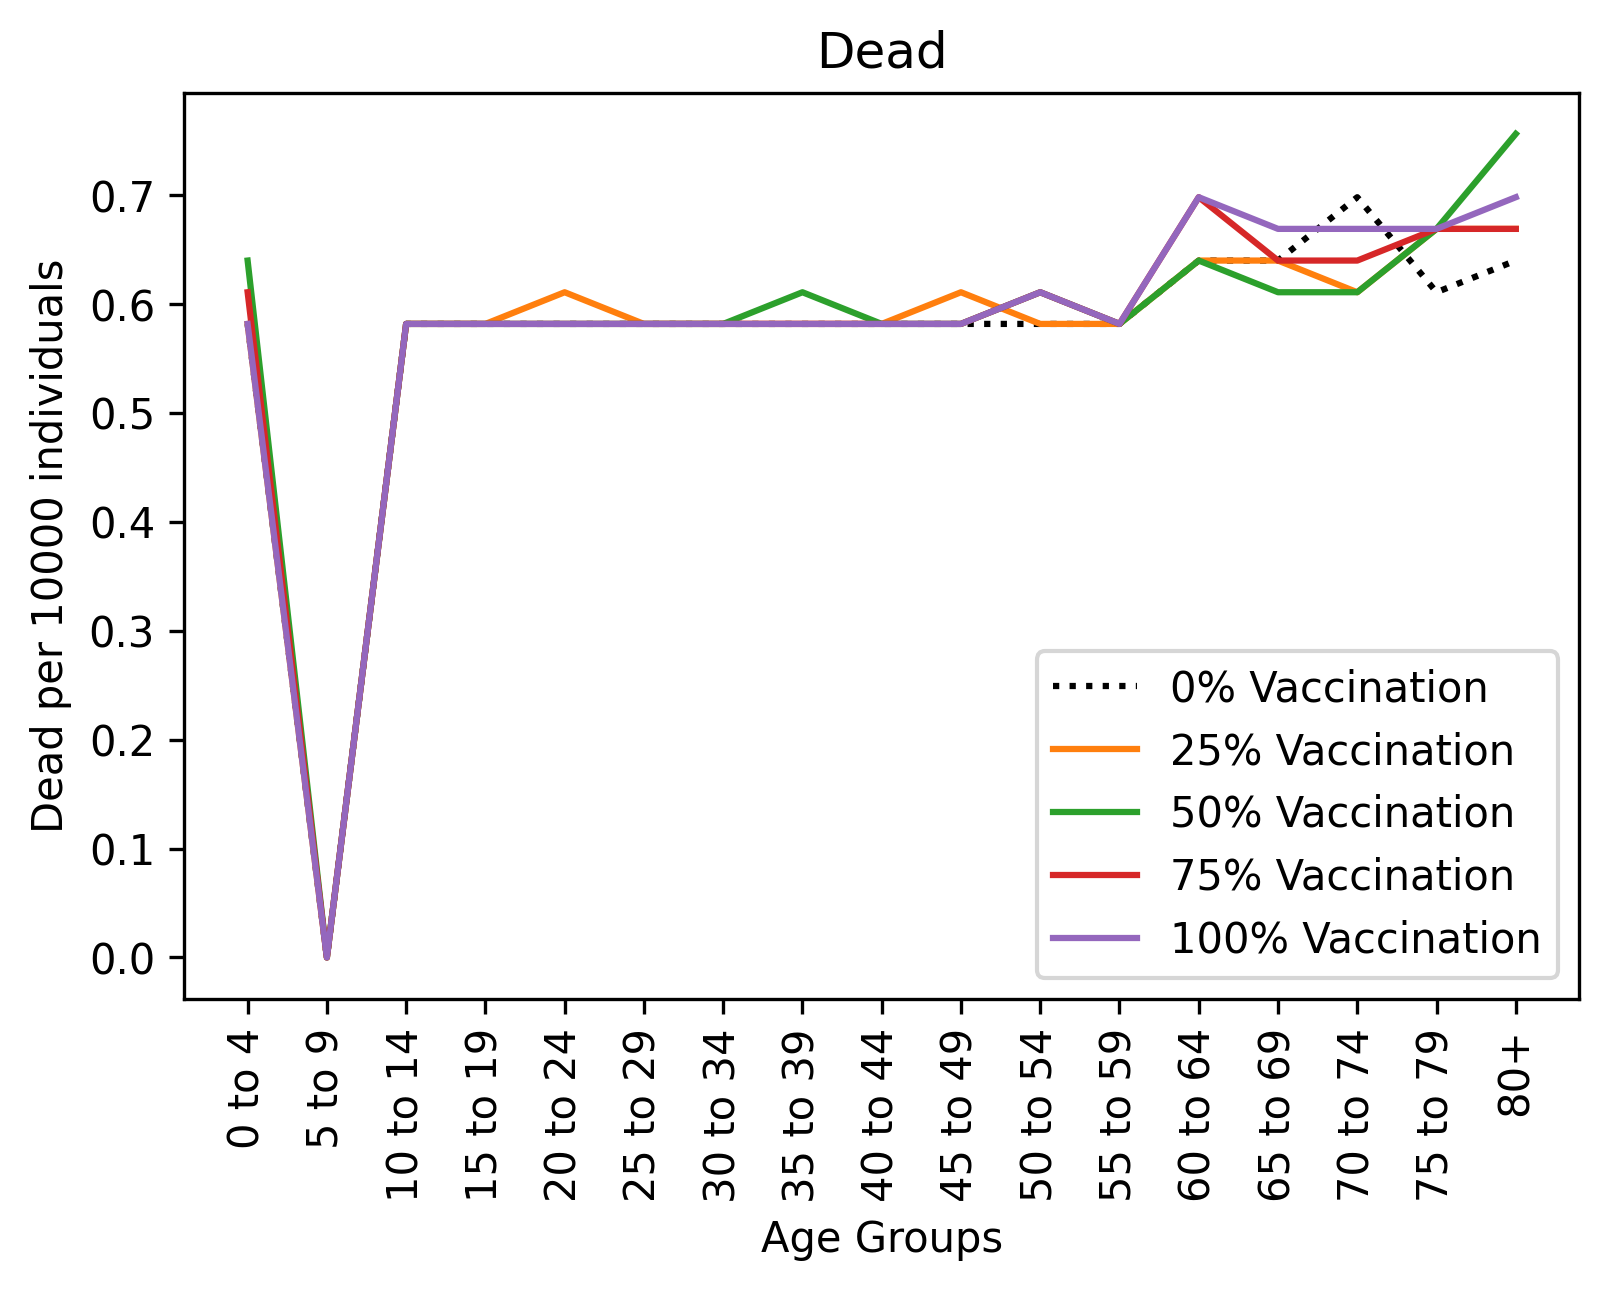 Dead
Dead per 10000 individuals
0.7
0.6
0.5
0.4
0.3
0.2
0.1
0.0
0% Vaccination
25% Vaccination
50% Vaccination
75% Vaccination
100% Vaccination
0 to 4
5 to 9
10 to 14
15 to 19
20 to 24
25 to 29
30 to 34
35 to 39
40 to 44
45 to 49
50 to 54
55 to 59
60 to 64
65 to 69
70 to 74
75 to 79
80+
Age Groups